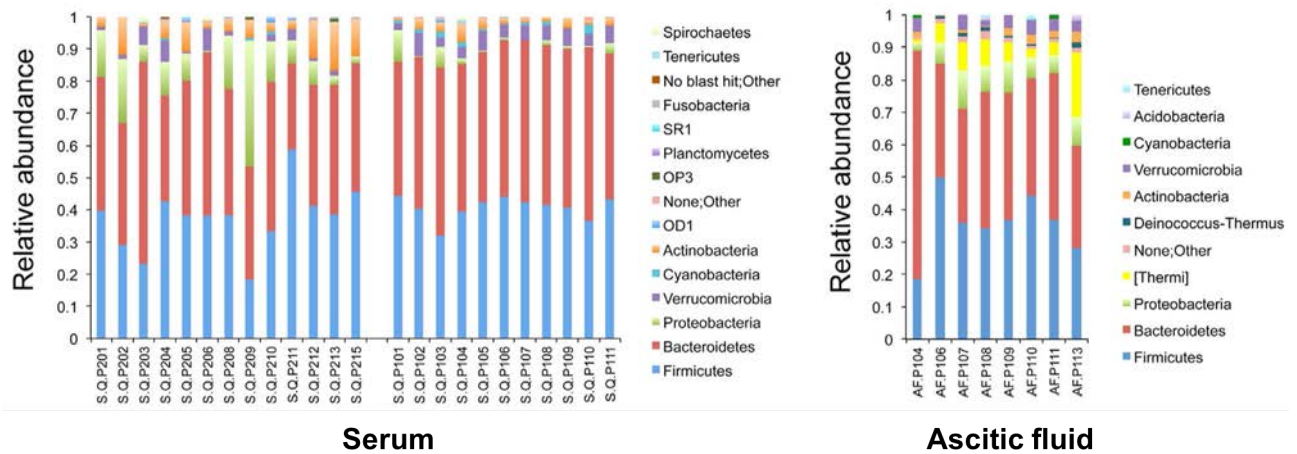 Relative abundance
1
0.9
0.8
0.7
0.6
0.5
0.4
0.3
0.2
0.1
0
S.Q.P201
S.Q.P202
S.Q.P203
S.Q.P204
S.Q.P205
S.Q.P206
S.Q.P208
S.Q.P209
S.Q.P210
S.Q.P211
S.Q.P212
S.Q.P213
S.Q.P215
S.Q.P101
S.Q.P102
S.Q.P103
S.Q.P104
S.Q.P105
S.Q.P106
S.Q.P107
S.Q.P108
S.Q.P109
S.Q.P110
S.Q.P111
Spirochaetes
Tenericutes
No blast hit;Other
Fusobacteria
SR1
Planctomycetes
OP3
None;Other
OD1
Actinobacteria
Cyanobacteria
Verrucomicrobia
Proteobacteria
Bacteroidetes
Firmicutes
Serum
Relative abundance
1
0.9
0.8
0.7
0.6
0.5
0.4
0.3
0.2
0.1
0
AF.P104
AF.P106
AF.P107
AF.P108
AF.P109
AF.P110
AF.P111
AF.P113
Tenericutes
Acidobacteria
Cyanobacteria
Verrucomicrobia
Actinobacteria
Deinococcus-Thermus
None;Other
[Thermi]
Proteobacteria
Bacteroidetes
Firmicutes
Ascitic fluid